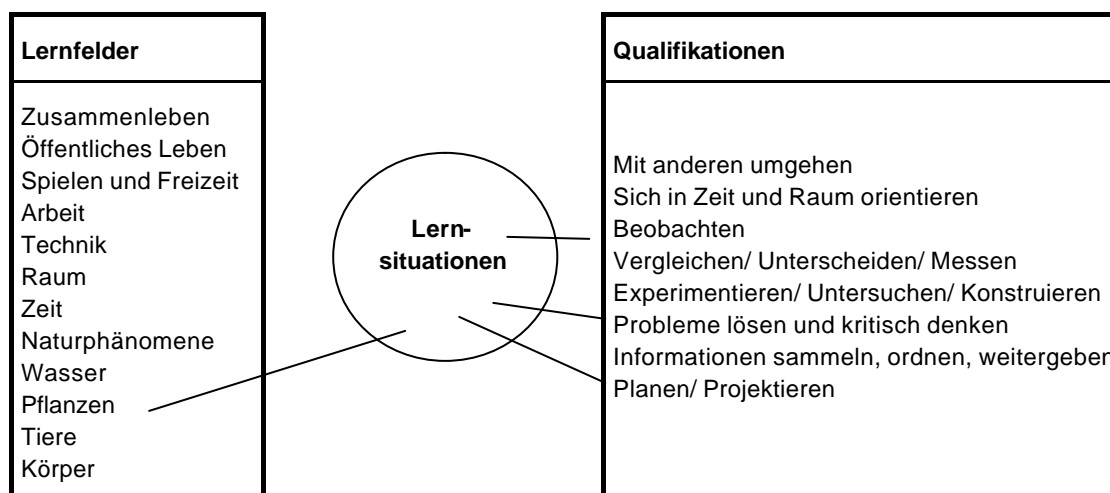 Lernfelder
Zusammenleben
Öffentliches Leben
Spielen und Freizeit
Arbeit
Technik
Raum
Zeit
Naturphänomene
Wasser
Pflanzen
Tiere
Körper
Lern-
situationen
Qualifikationen
Mit anderen umgehen
Sich in Zeit und Raum orientieren
Beobachten
Vergleichen/ Unterscheiden/ Messen
Experimentieren/ Untersuchen/ Konstruieren
Probleme lösen und kritisch denken
Informationen sammeln, ordnen, weitergeben
Planen/ Projektieren